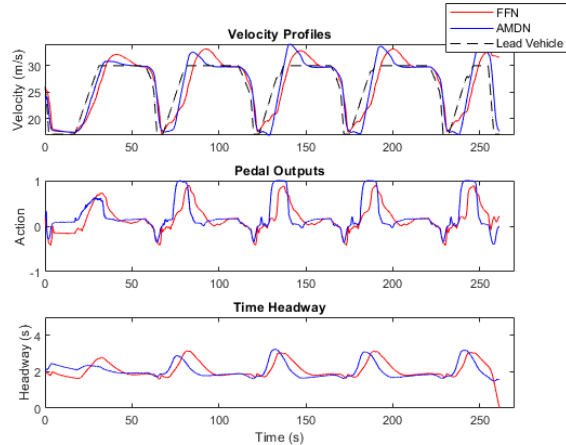 FFN
AMDN
Lead Vehicle
Velocity Profiles
Velocity (m/s)
30
25
20
0 50 100 150 200 250
Pedal Outputs
Action
1
0
-1
0 50 100 150 200 250
Time Headway
Headway (s)
4
2
0
0 50 100 150 200 250
Time (s)